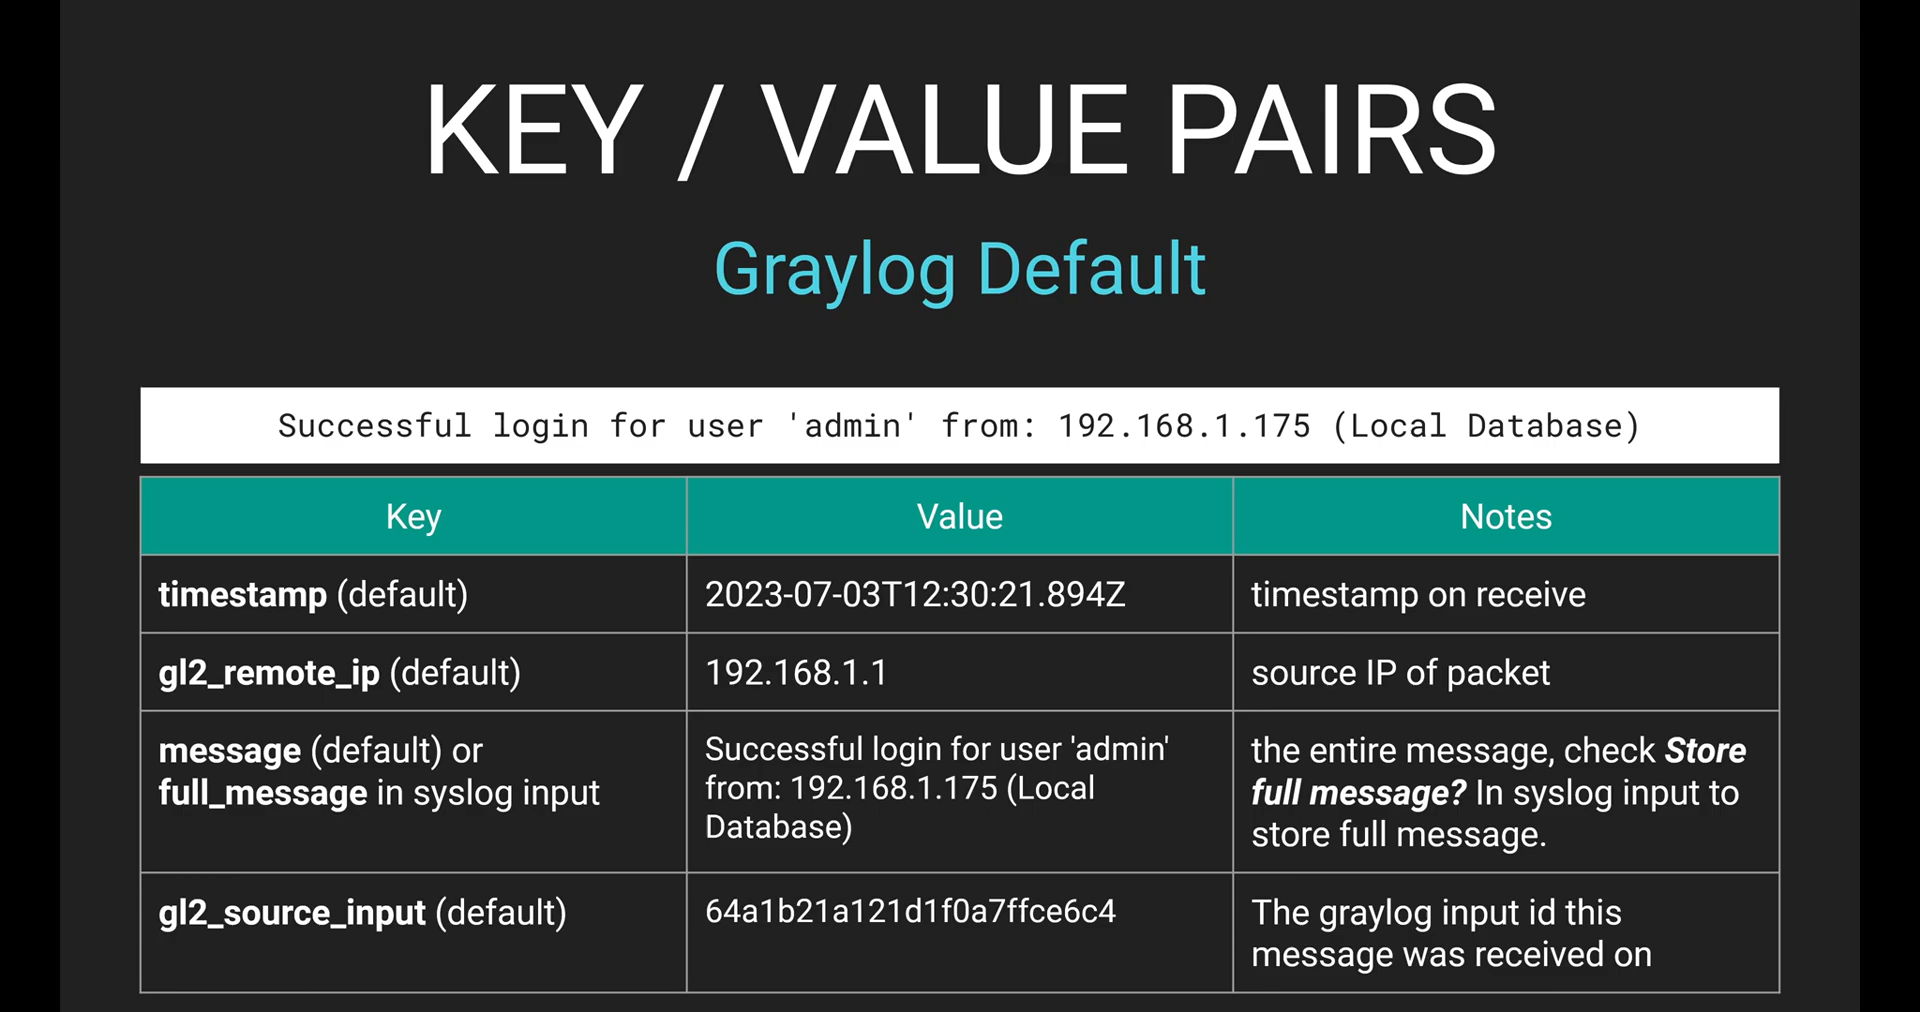 KEY / VALUE PAIRS
Graylog Default
Successful login for user 'admin' from: 192.168.1.175 (Local Database)
Key Value Notes
timestamp (default) 2023-07-03T12:30:21.894Z timestamp on receive
gl2_remote_ip (default) 192.168.1.1 source IP of packet
message (default) or
full_message in syslog input
Successful login for user 'admin'
from: 192.168.1.175 (Local
Database)
the entire message, check Store
full message? In syslog input to
store full message.
gl2_source_input (default)
64a1b21a121d1f0a7ffce6c4
The graylog input id this
message was received on